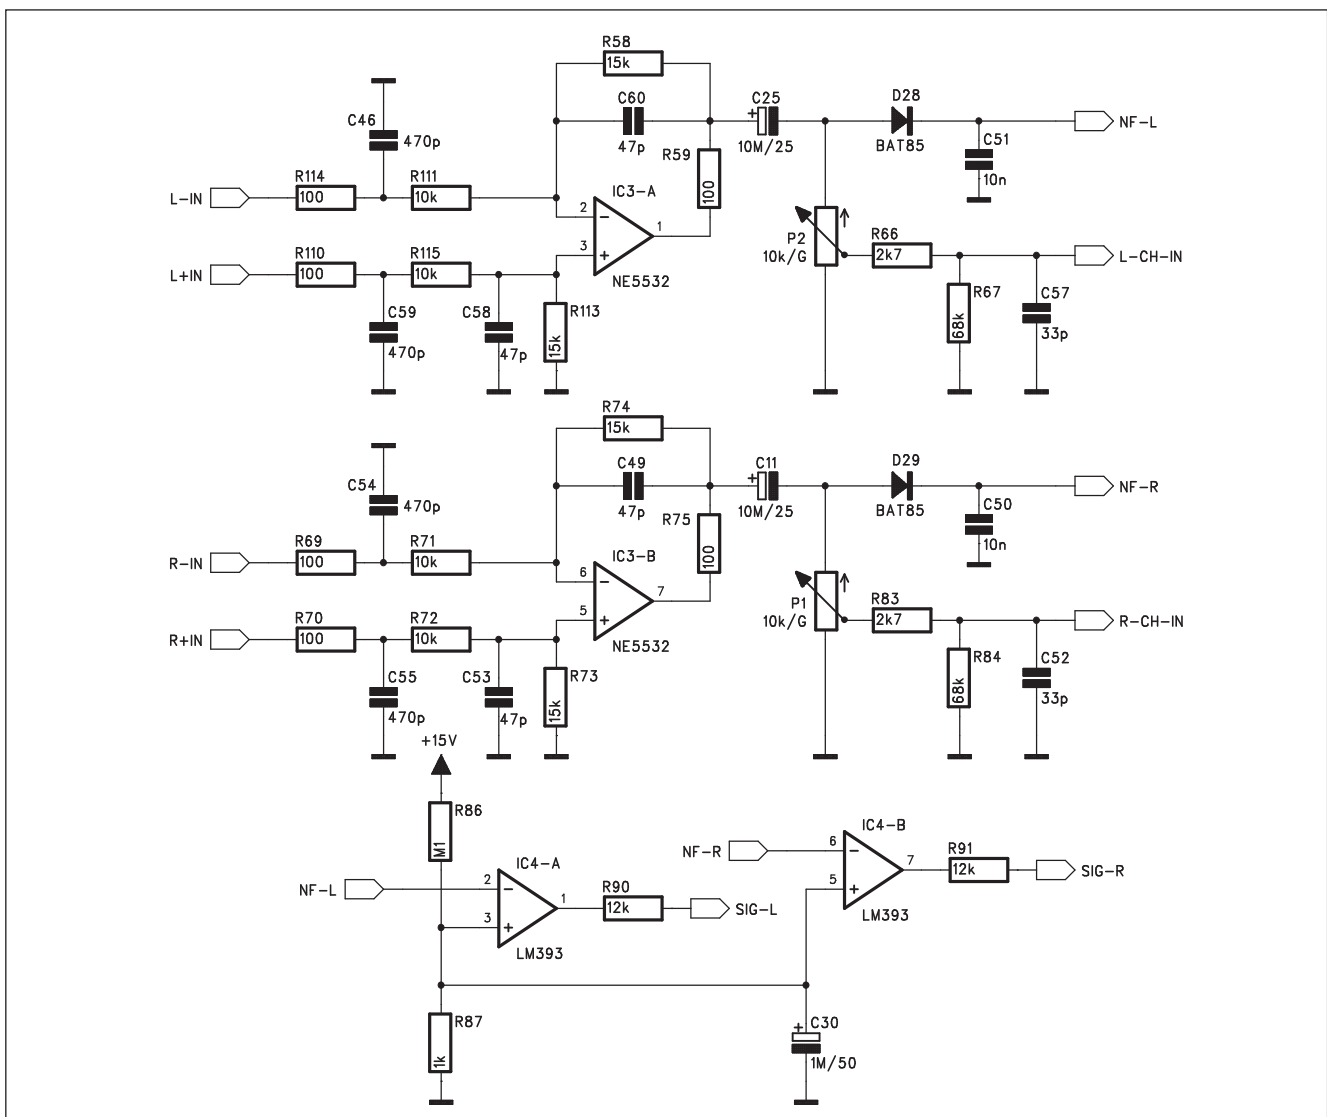 R58
15k
C60
47p
C25
+
10M/25
D28
BAT85
NF-L
C51
10n
C46
470p
R59
100
R114
100
R111
10k
L-IN
IC3-A
2
−
1
3
+
NE5532
R110
100
R115
10k
L+IN
C59
470p
C58
47p
R113
15k
P2
10k/G
R66
2k7
L-CH-IN
R67
68k
C57
33p
R74
15k
C49
47p
C11
+
10M/25
D29
BAT85
NF-R
C50
10n
C54
470p
R75
100
R69
100
R71
10k
R-IN
IC3-B
6
−
7
5
+
NE5532
R70
100
R72
10k
R+IN
C55
470p
C53
47p
R73
15k
P1
10k/G
R83
2k7
R-CH-IN
R84
68k
C52
33p
+15V
R86
M1
NF-L
IC4-A
2
−
1
3
+
LM393
R90
12k
SIG-L
NF-R
IC4-B
6
−
7
5
+
LM393
R91
12k
SIG-R
R87
1k
+
C30
1M/50